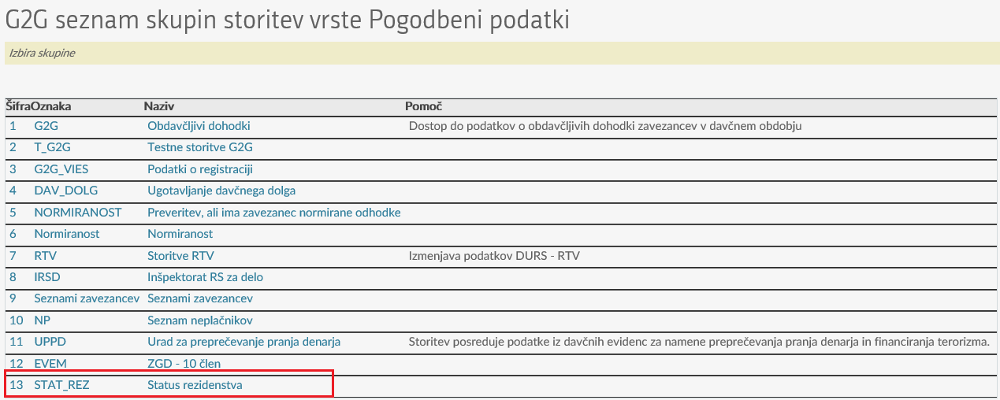 G2G seznam skupin storitev vrste Pogodbeni podatki
Izbira skupine
Šifra Oznaka Naziv Pomoč
1 G2G Obdavčljivi dohodki Dostop do podatkov o obdavčljivih dohodki zavezancev v davčnem obdobju
2 T_G2G Testne storitve G2G
3 G2G_VIES Podatki o registraciji
4 DAV_DOLG Ugotavljanje davčnega dolga
5 NORMIRANOST Preveritev, ali ima zavezanec normirane odhodke
6 Normiranost Normiranost
7 RTV Storitve RTV Izmenjava podatkov DURS - RTV
8 IRSD Inšpektorat RS za delo
9 Seznami zavezancev Seznami zavezancev
10 NP Seznam neplačnikov
11 UPPD Urad za preprečevanje pranja denarja Storitev posreduje podatke iz davčnih evidenc za namene preprečevanja pranja denarja in financiranja terorizma.
12 EVEM ZGD - 10 člen
13 STAT_REZ Status rezidenstva